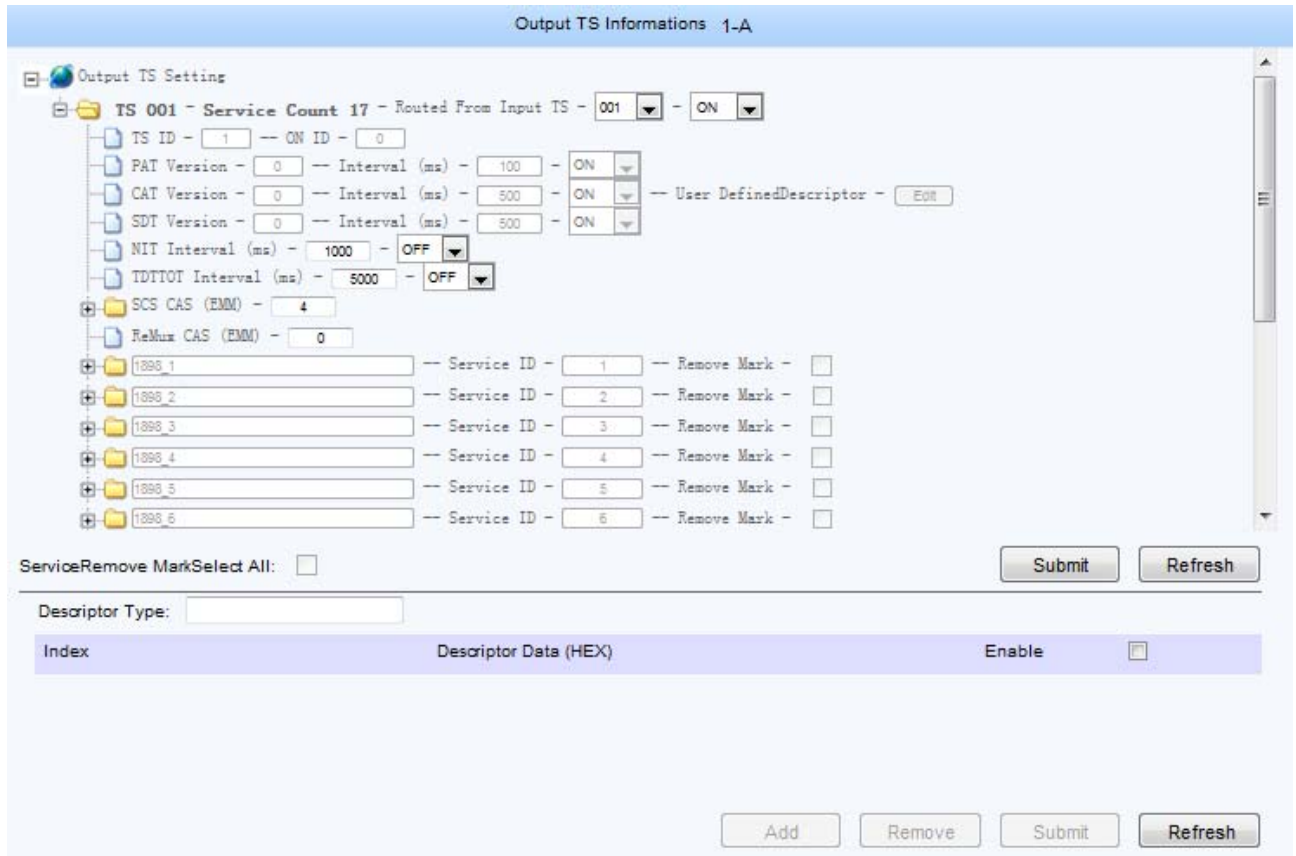 Output TS Informations 1-A
Output TS Setting
TS 001 - Service Count 17 - Routed From Input TS - 001 - ON
TS ID - 1 -- ON ID - 0
PAT Version - 0 -- Interval (ms) - 100 - ON
CAT Version - 0 -- Interval (ms) - 500 - ON -- User DefinedDescriptor - Edit
SDT Version - 0 -- Interval (ms) - 500 - ON
NIT Interval (ms) - 1000 - OFF
TDTTOT Interval (ms) - 5000 - OFF
SCS CAS (EMM) - 4
ReMux CAS (EMM) - 0
1898_1 -- Service ID - 1 -- Remove Mark -
1898_2 -- Service ID - 2 -- Remove Mark -
1898_3 -- Service ID - 3 -- Remove Mark -
1898_4 -- Service ID - 4 -- Remove Mark -
1898_5 -- Service ID - 5 -- Remove Mark -
1898_6 -- Service ID - 6 -- Remove Mark -
ServiceRemove MarkSelect All: Submit Refresh
Descriptor Type:
Index Descriptor Data (HEX) Enable
Add Remove Submit Refresh